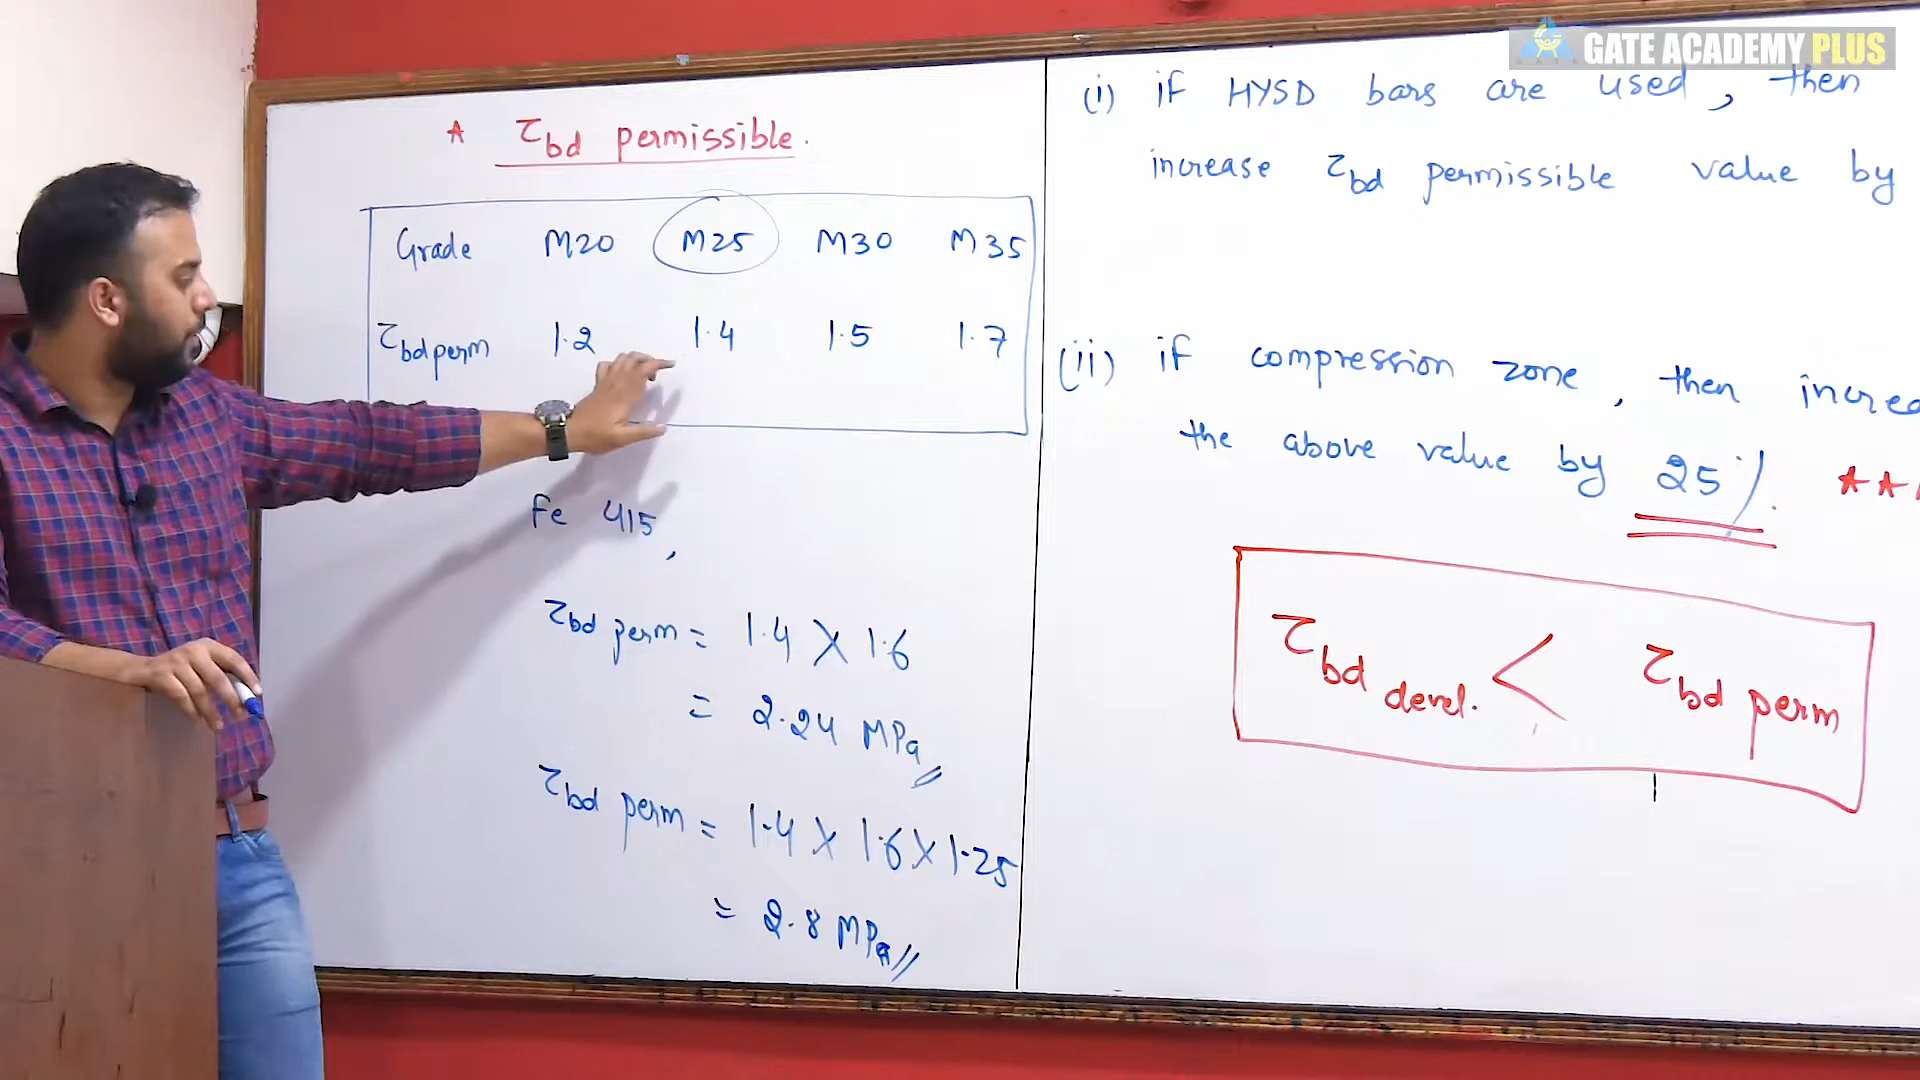 GATE ACADEMY PLUS
★ τbd permissible.
Grade M20 M25 M30 M35
τbd perm 1.2 1.4 1.5 1.7
Fe 415,
τbd perm = 1.4 X 1.6
= 2.24 MPa
τbd perm = 1.4 X 1.6 X 1.25
= 2.8 MPa
(i) if HYSD bars are used, then
increase τbd permissible value by
(ii) if compression zone, then increa
the above value by 25%. ★★
τbd devel. < τbd perm